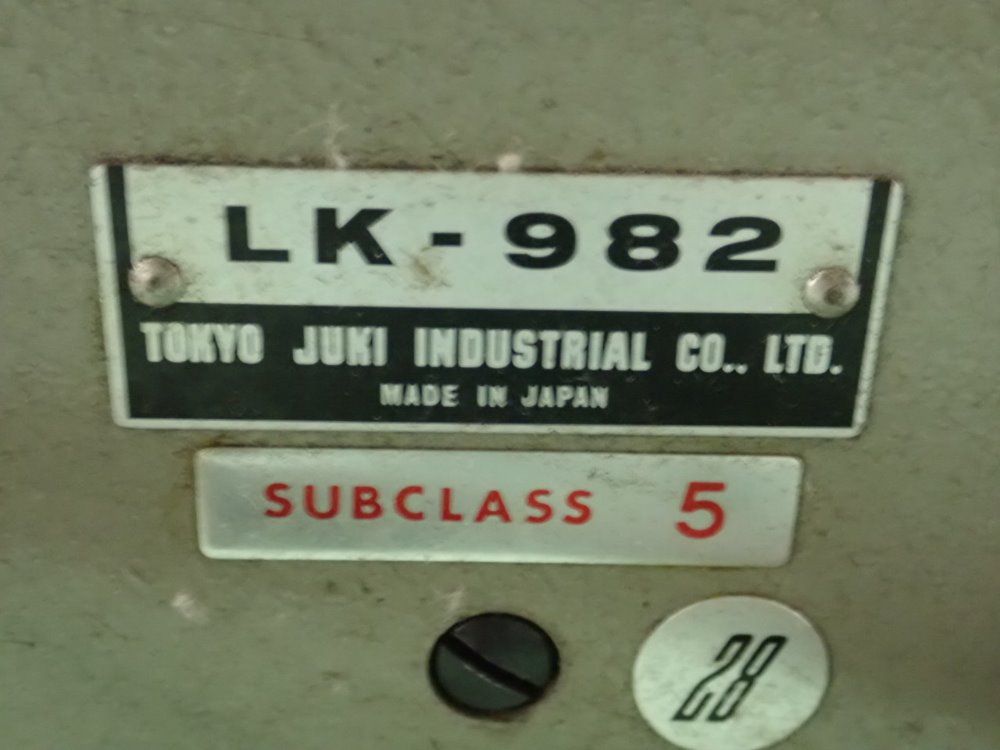 LK-982
TOKYO JUKI INDUSTRIAL CO., LTD.
MADE IN JAPAN
SUBCLASS 5
28